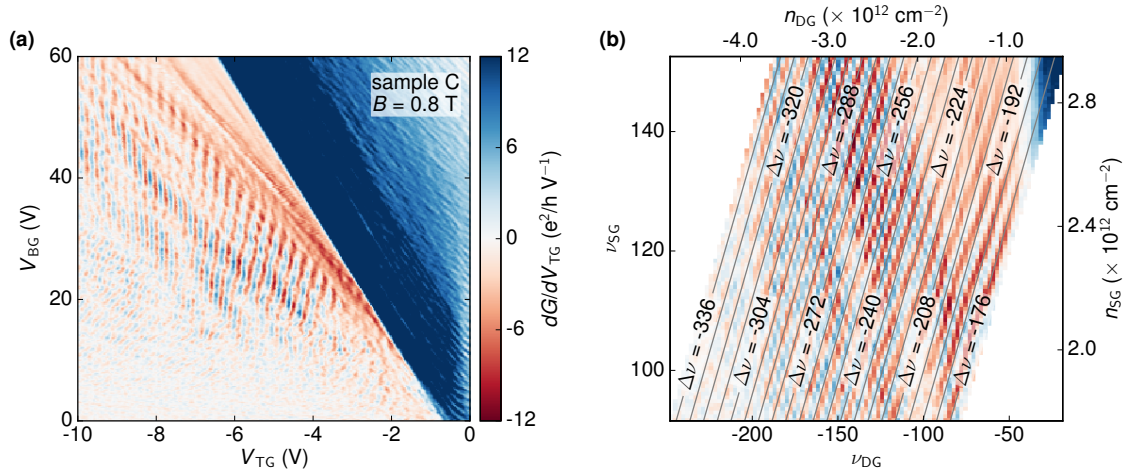 (a)
60
40
20
0
V_BG (V)
-10
-8
-6
-4
-2
0
V_TG (V)
sample C
B = 0.8 T
12
6
0
-6
-12
dG/dV_TG (e²/h V⁻¹)
(b)
n_DG (× 10¹² cm⁻²)
-4.0
-3.0
-2.0
-1.0
140
120
100
ν_SG
Δν = -320
Δν = -288
Δν = -256
Δν = -224
Δν = -192
Δν = -336
Δν = -304
Δν = -272
Δν = -240
Δν = -208
Δν = -176
2.8
2.4
2.0
n_SG (× 10¹² cm⁻²)
-200
-150
-100
-50
ν_DG